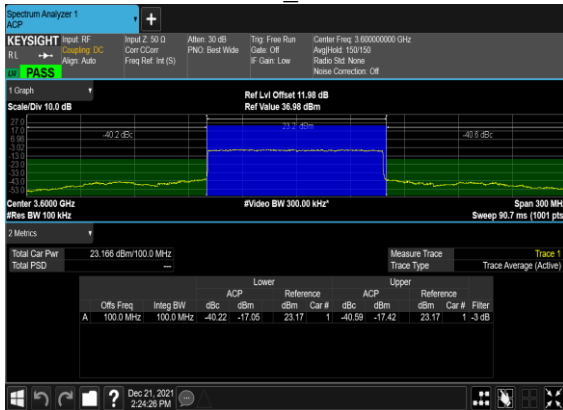 Spectrum Analyzer 1
ACP
+
KEYSIGHT Input: RF Input Z: 50 Ω Atten: 30 dB Trig: Free Run Center Freq: 3.600000000 GHz
RL Coupling: DC Corr CCorr PNO: Best Wide Gate: Off Avg|Hold: 150/150
Align: Auto Freq Ref: Int (S) IF Gain: Low Radio Std: None
LXI PASS Noise Correction: Off
1 Graph Ref Lvl Offset 11.98 dB
Scale/Div 10.0 dB Ref Value 36.98 dBm
27.0
17.0 23.2 dBm
6.98 -40.2 dBc -40.6 dBc
-3.02
-13.0
-23.0
-33.0
-43.0
-53.0
Center 3.6000 GHz #Video BW 300.00 kHz* Span 300 MH
#Res BW 100 kHz Sweep 90.7 ms (1001 pts
2 Metrics
Total Car Pwr 23.166 dBm/100.0 MHz Measure Trace Trace 1
Total PSD --- Trace Type Trace Average (Active)
Lower Upper
ACP Reference ACP Reference
Offs Freq Integ BW dBc dBm dBm Car # dBc dBm dBm Car # Filter
A 100.0 MHz 100.0 MHz -40.22 -17.05 23.17 1 -40.59 -17.42 23.17 1 -3 dB
? Dec 21, 2021
2:24:26 PM